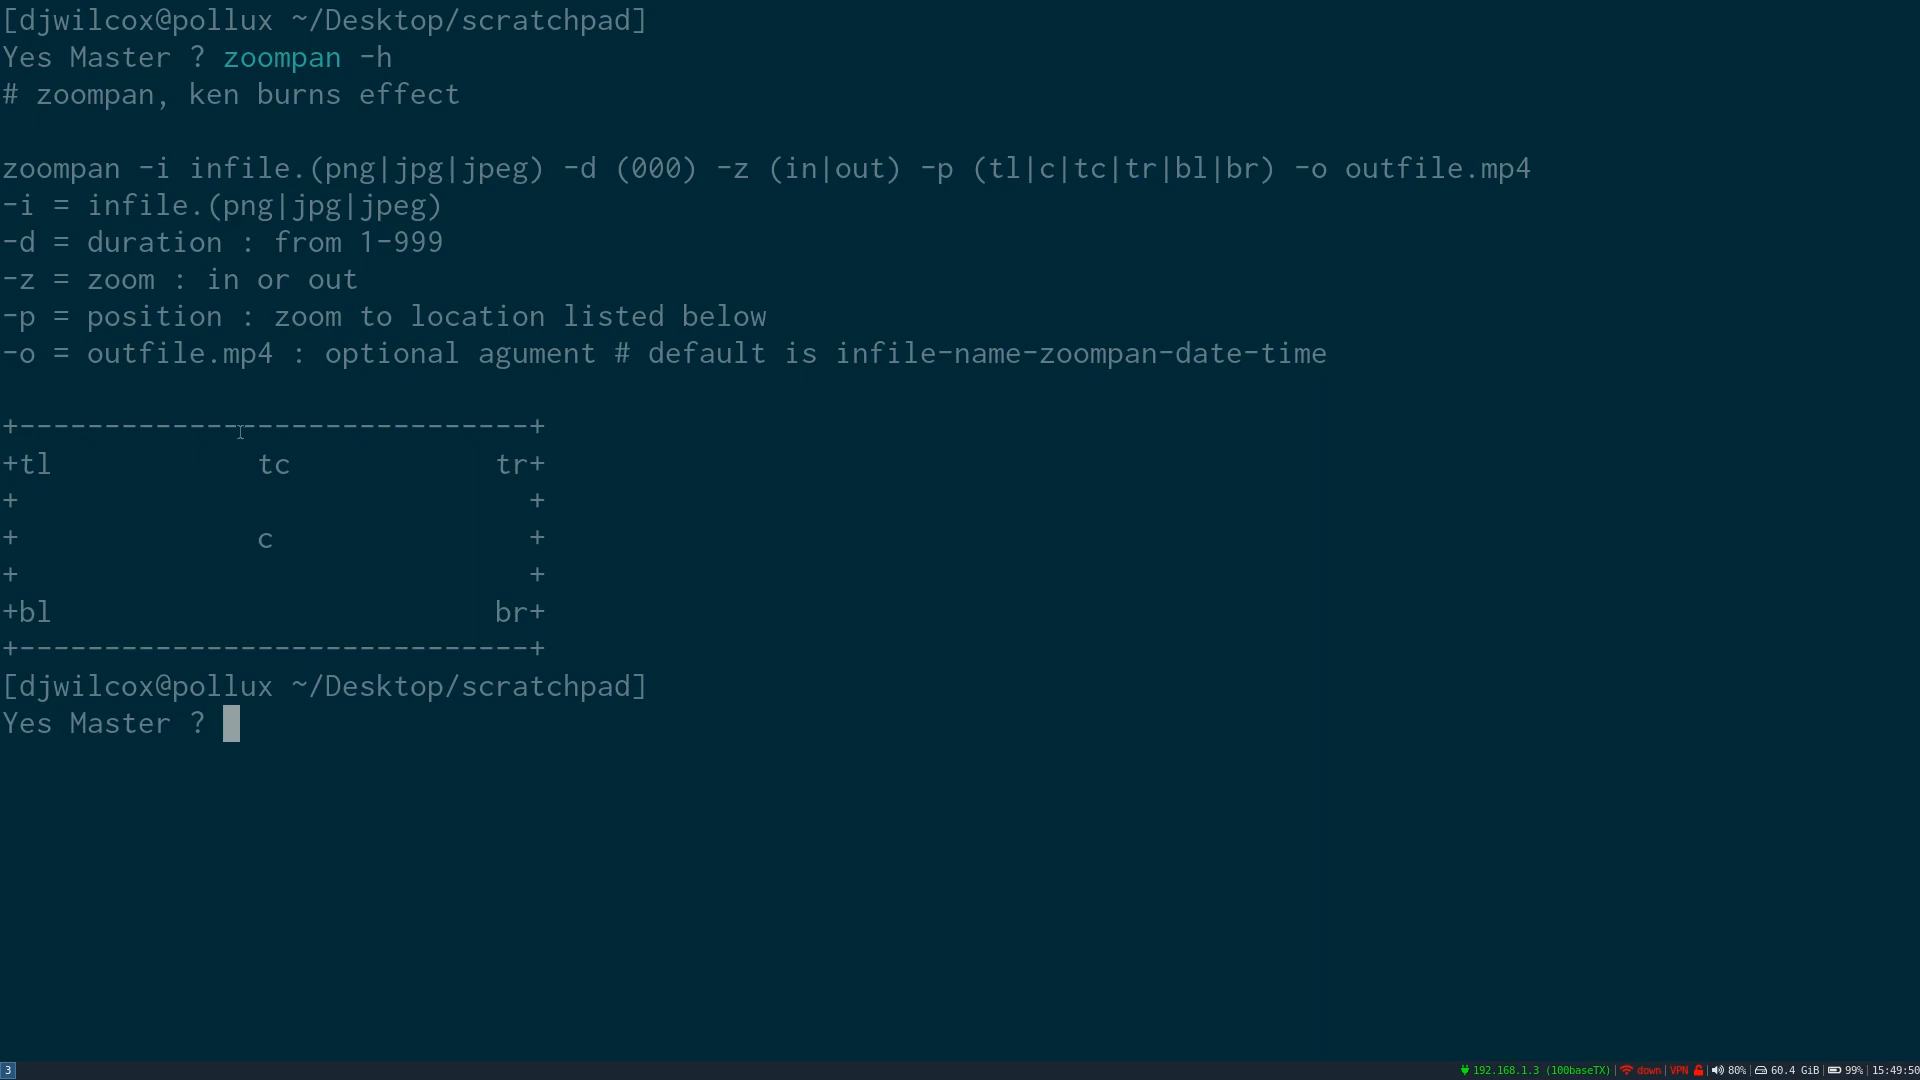 [djwilcox@pollux ~/Desktop/scratchpad]
Yes Master ? zoompan -h
# zoompan, ken burns effect
zoompan -i infile.(png|jpg|jpeg) -d (000) -z (in|out) -p (tl|c|tc|tr|bl|br) -o outfile.mp4
-i = infile.(png|jpg|jpeg)
-d = duration : from 1-999
-z = zoom : in or out
-p = position : zoom to location listed below
-o = outfile.mp4 : optional agument # default is infile-name-zoompan-date-time
+------------------------------+
+tl            tc            tr+
+                              +
+              c               +
+                              +
+bl                          br+
+------------------------------+
[djwilcox@pollux ~/Desktop/scratchpad]
Yes Master ?
3 192.168.1.3 (100baseTX)| down|VPN | 80%| 60.4 GiB| 99%|15:49:50